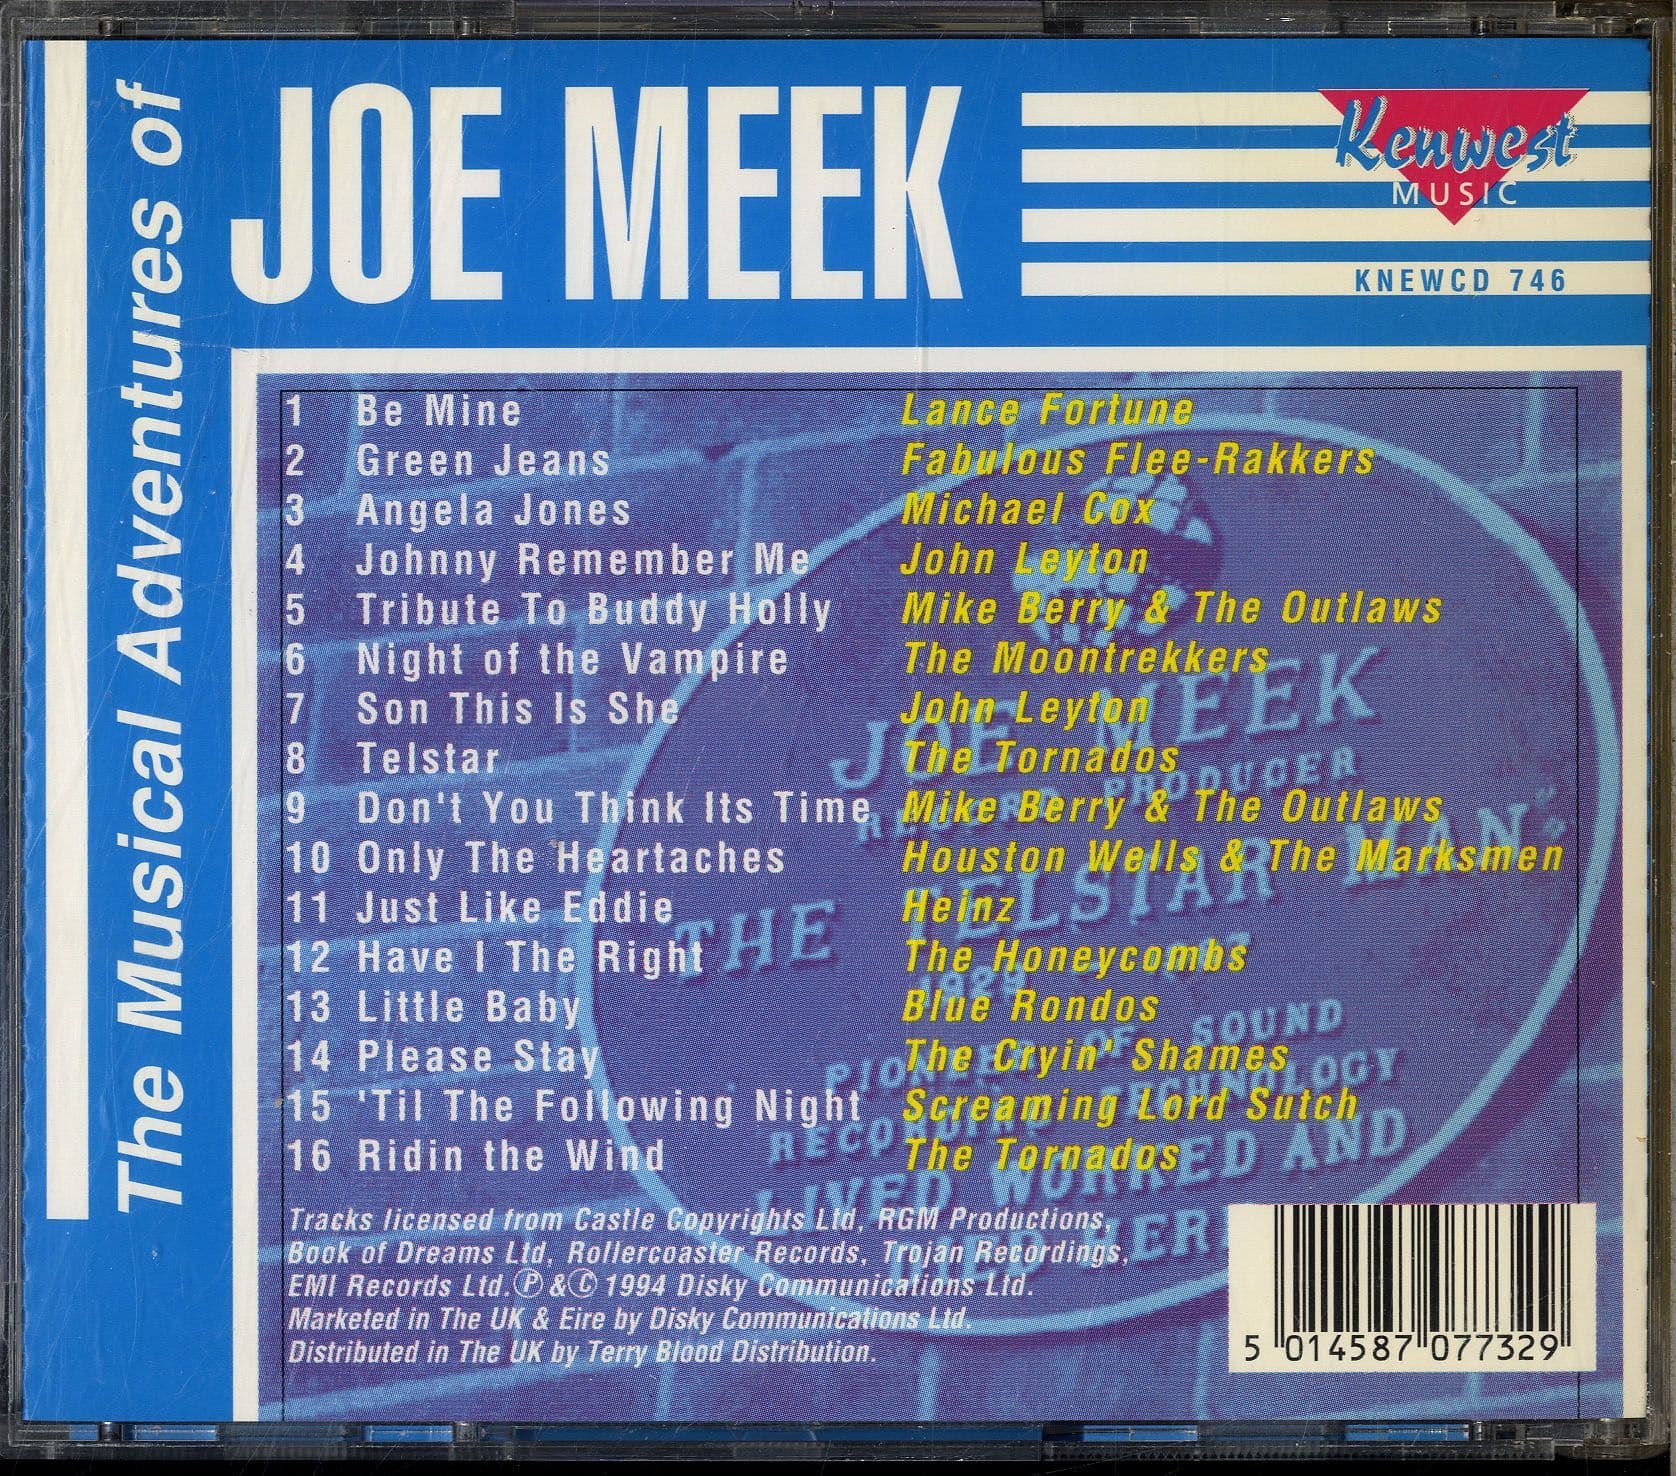 The Musical Adventures of
JOE MEEK
Kenwest
MUSIC
KNEWCD 746
1 Be Mine Lance Fortune
2 Green Jeans Fabulous Flee-Rakkers
3 Angela Jones Michael Cox
4 Johnny Remember Me John Leyton
5 Tribute To Buddy Holly Mike Berry & The Outlaws
6 Night of the Vampire The Moontrekkers
7 Son This Is She John Leyton
8 Telstar The Tornados
9 Don't You Think Its Time Mike Berry & The Outlaws
10 Only The Heartaches Houston Wells & The Marksmen
11 Just Like Eddie Heinz
12 Have I The Right The Honeycombs
13 Little Baby Blue Rondos
14 Please Stay The Cryin' Shames
15 'Til The Following Night Screaming Lord Sutch
16 Ridin the Wind The Tornados
JOE MEEK
RECORD PRODUCER
"THE TELSTAR MAN"
1929
PIONEER OF SOUND
RECORDING TECHNOLOGY
LIVED WORKED AND
DIED HERE
Tracks licensed from Castle Copyrights Ltd, RGM Productions,
Book of Dreams Ltd, Rollercoaster Records, Trojan Recordings,
EMI Records Ltd.Ⓟ&© 1994 Disky Communications Ltd.
Marketed in The UK & Eire by Disky Communications Ltd.
Distributed in The UK by Terry Blood Distribution.
5 014587 077329